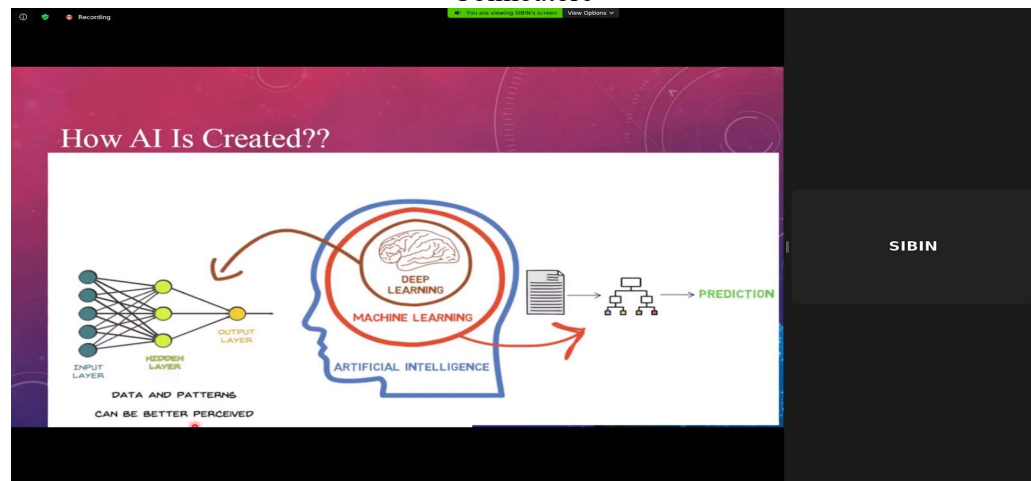 Recording
You are viewing SIBIN's screen
View Options
How AI Is Created??
DEEP
LEARNING
MACHINE LEARNING
ARTIFICIAL INTELLIGENCE
PREDICTION
INPUT
LAYER
HIDDEN
LAYER
OUTPUT
LAYER
DATA AND PATTERNS
CAN BE BETTER PERCEIVED
SIBIN